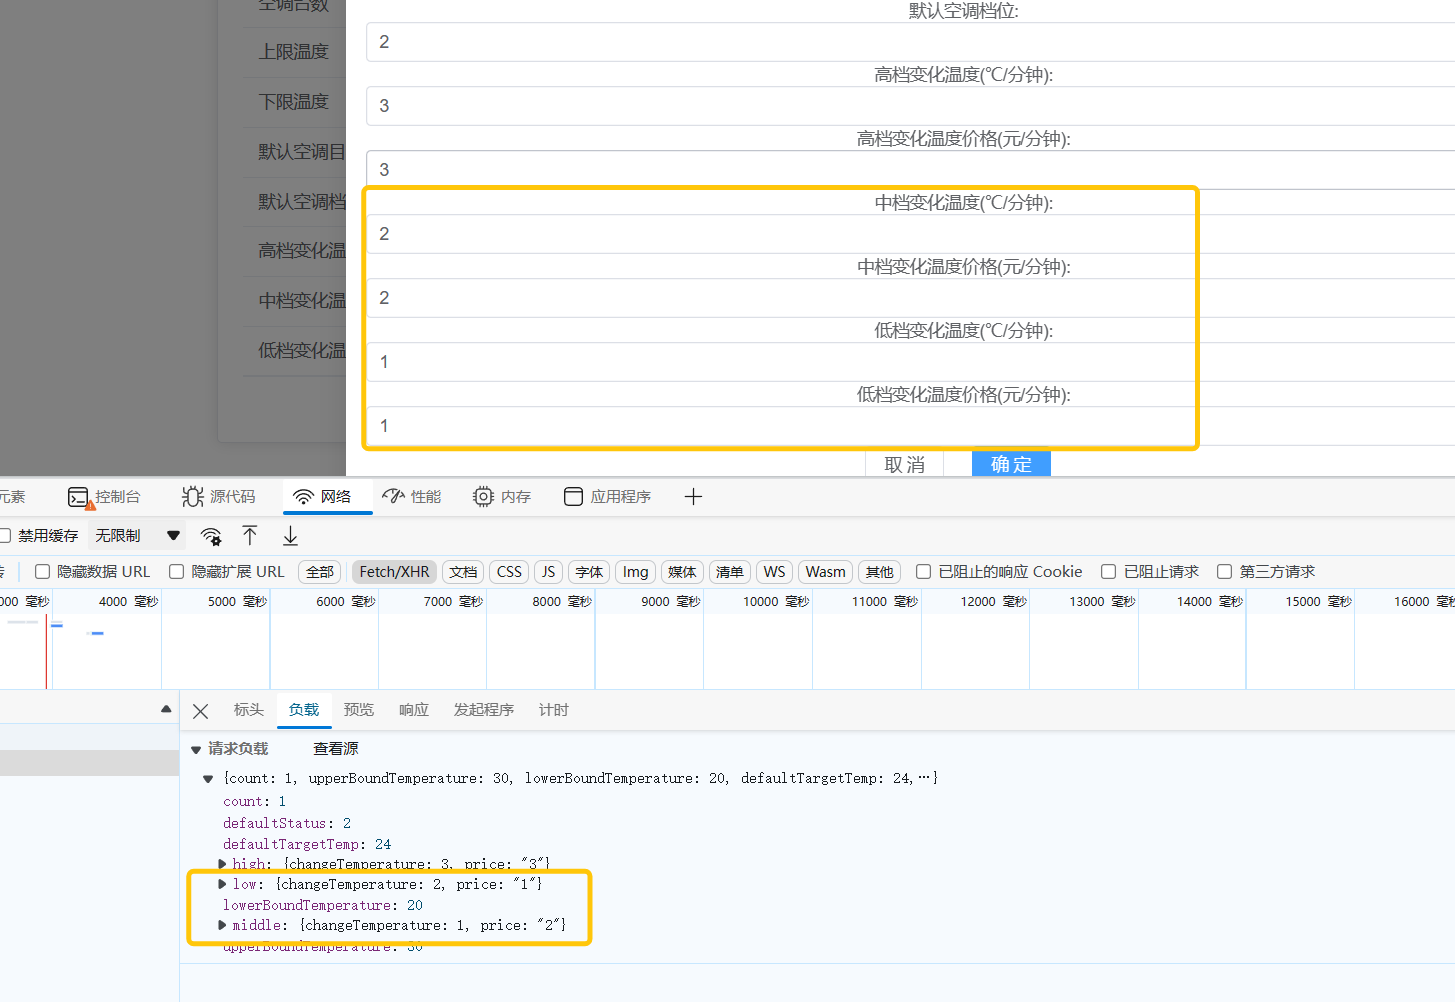 空调台数
上限温度
下限温度
默认空调目
默认空调档
高档变化温
中档变化温
低档变化温
默认空调档位:
2
高档变化温度(℃/分钟):
3
高档变化温度价格(元/分钟):
3
中档变化温度(℃/分钟):
2
中档变化温度价格(元/分钟):
2
低档变化温度(℃/分钟):
1
低档变化温度价格(元/分钟):
1
取消 确定
元素 控制台 源代码 网络 性能 内存 应用程序
禁用缓存 无限制
隐藏数据 URL 隐藏扩展 URL 全部 Fetch/XHR 文档 CSS JS 字体 Img 媒体 清单 WS Wasm 其他 已阻止的响应 Cookie 已阻止请求 第三方请求
000 毫秒 4000 毫秒 5000 毫秒 6000 毫秒 7000 毫秒 8000 毫秒 9000 毫秒 10000 毫秒 11000 毫秒 12000 毫秒 13000 毫秒 14000 毫秒 15000 毫秒 16000 毫秒
标头 负载 预览 响应 发起程序 计时
请求负载 查看源
{count: 1, upperBoundTemperature: 30, lowerBoundTemperature: 20, defaultTargetTemp: 24,…}
count: 1
defaultStatus: 2
defaultTargetTemp: 24
high: {changeTemperature: 3, price: "3"}
low: {changeTemperature: 2, price: "1"}
lowerBoundTemperature: 20
middle: {changeTemperature: 1, price: "2"}
upperBoundTemperature: 30